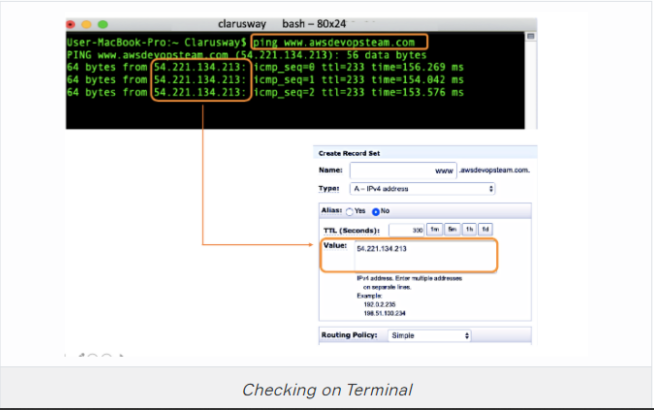 clarusway bash – 80x24
User-MacBook-Pro:~ Clarusway$ ping www.awsdevopsteam.com
PING www.awsdevopsteam.com (54.221.134.213): 56 data bytes
64 bytes from 54.221.134.213: icmp_seq=0 ttl=233 time=156.269 ms
64 bytes from 54.221.134.213: icmp_seq=1 ttl=233 time=154.042 ms
64 bytes from 54.221.134.213: icmp_seq=2 ttl=233 time=153.576 ms
Create Record Set
Name: www .awsdevopsteam.com.
Type: A – IPv4 address
Alias: Yes No
TTL (Seconds): 300 1m 5m 1h 1d
Value: 54.221.134.213
IPv4 address. Enter multiple addresses
on separate lines.
Example:
192.0.2.235
198.51.100.234
Routing Policy: Simple
Checking on Terminal